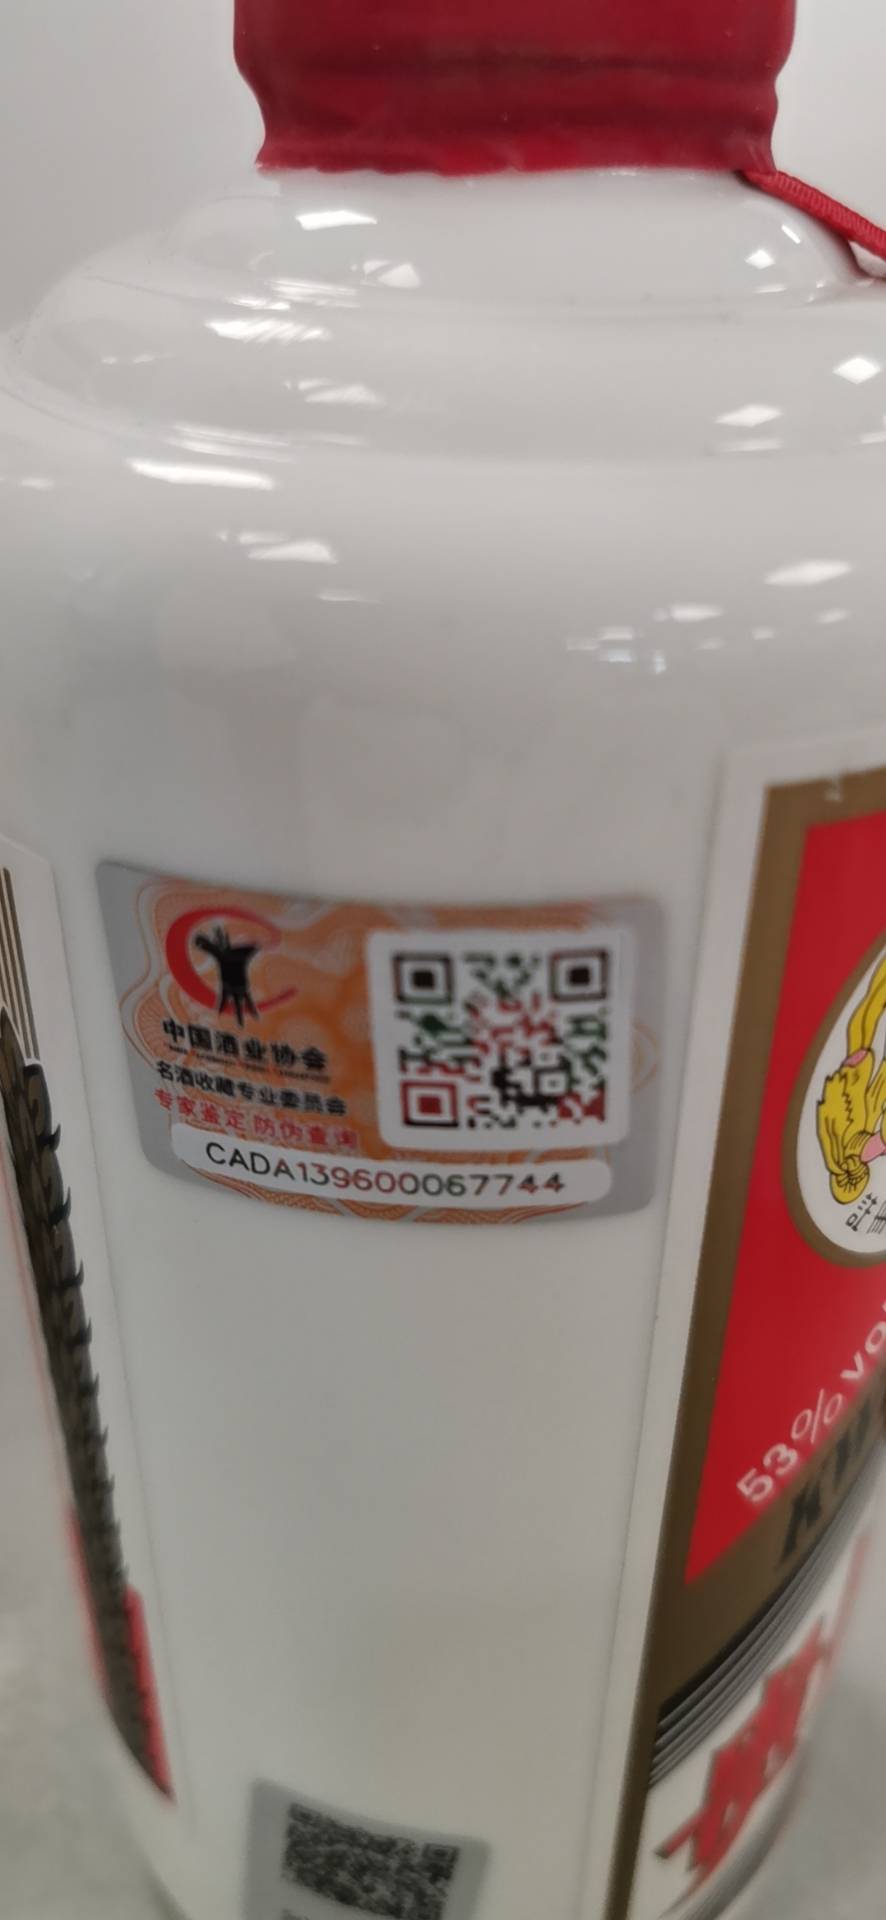 中国酒业协会
名酒收藏专业委员会
专家鉴定 防伪查询
CADA139600067744
53% VO
KW